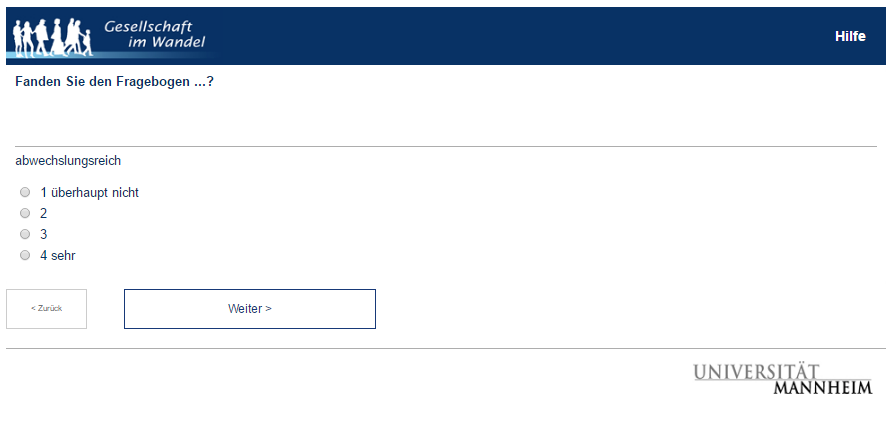 Gesellschaft
im Wandel
Hilfe
Fanden Sie den Fragebogen ...?
abwechslungsreich
1 überhaupt nicht
2
3
4 sehr
< Zurück
Weiter >
UNIVERSITÄT
MANNHEIM